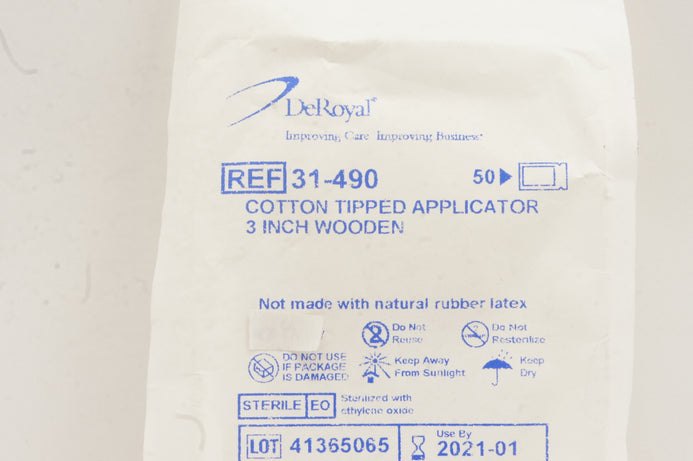 DeRoyal®
Improving Care. Improving Business.
REF 31-490 50
COTTON TIPPED APPLICATOR
3 INCH WOODEN
Not made with natural rubber latex
Do Not Reuse
Do Not Resterilize
DO NOT USE IF PACKAGE IS DAMAGED
Keep Away From Sunlight
Keep Dry
STERILE EO Sterilized with ethylene oxide
LOT 41365065
Use By
2021-01